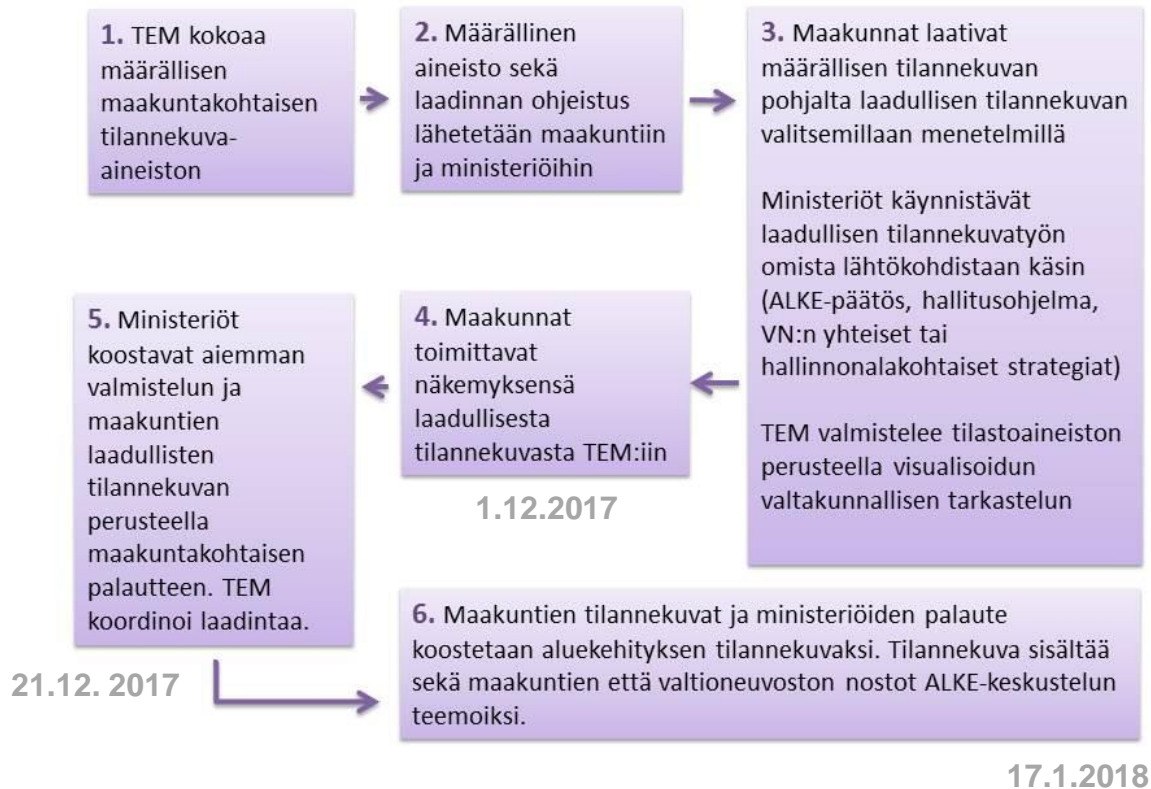 1. TEM kokoaa
määrällisen
maakuntakohtaisen
tilannekuva-
aineiston
2. Määrällinen
aineisto sekä
laadinnan ohjeistus
lähetetään maakuntiin
ja ministeriöihin
3. Maakunnat laativat
määrällisen tilannekuvan
pohjalta laadullisen tilannekuvan
valitsemillaan menetelmillä
Ministeriöt käynnistävät
laadullisen tilannekuvatyön
omista lähtökohdistaan käsin
(ALKE-päätös, hallitusohjelma,
VN:n yhteiset tai
hallinnonalakohtaiset strategiat)
TEM valmistelee tilastoaineiston
perusteella visualisoidun
valtakunnallisen tarkastelun
4. Maakunnat
toimittavat
näkemyksensä
laadullisesta
tilannekuvasta TEM:iin
1.12.2017
5. Ministeriöt
koostavat aiemman
valmistelun ja
maakuntien
laadullisten
tilannekuvan
perusteella
maakuntakohtaisen
palautteen. TEM
koordinoi laadintaa.
21.12. 2017
6. Maakuntien tilannekuvat ja ministeriöiden palaute
koostetaan aluekehityksen tilannekuvaksi. Tilannekuva sisältää
sekä maakuntien että valtioneuvoston nostot ALKE-keskustelun
teemoiksi.
17.1.2018